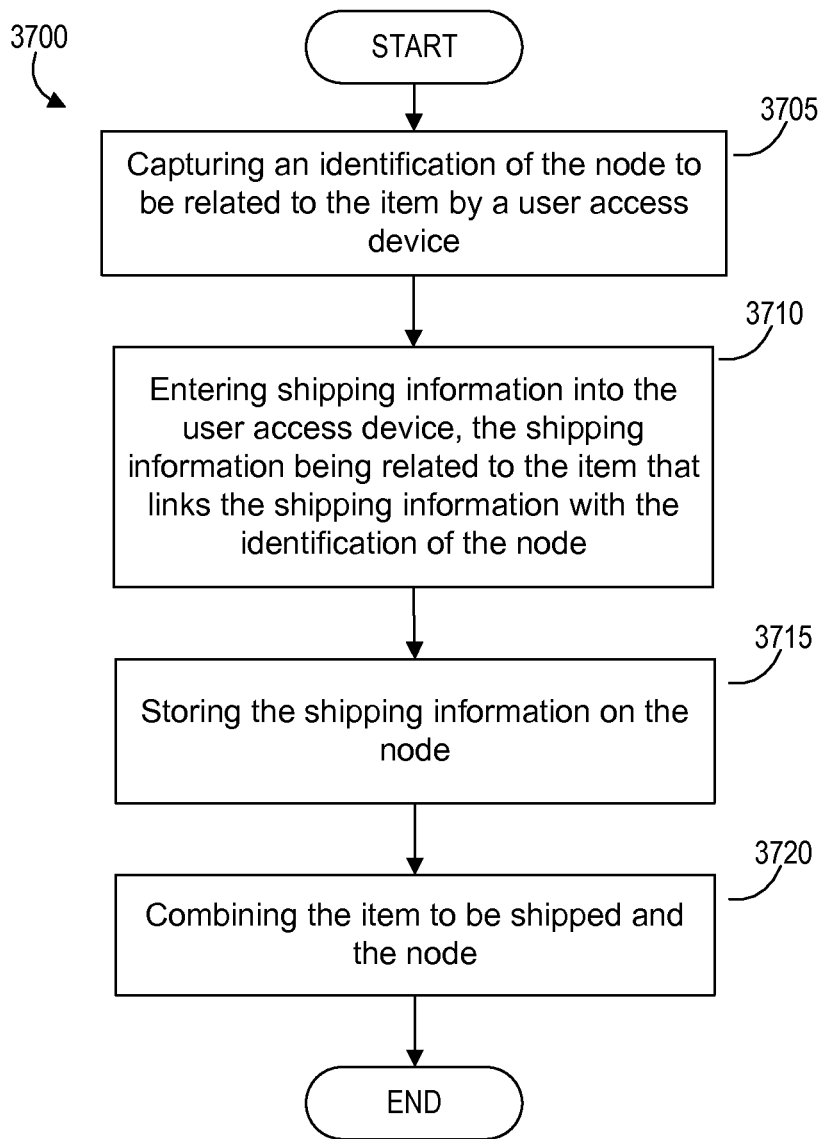 3700
START
3705
Capturing an identification of the node to
be related to the item by a user access
device
3710
Entering shipping information into the
user access device, the shipping
information being related to the item that
links the shipping information with the
identification of the node
3715
Storing the shipping information on the
node
3720
Combining the item to be shipped and
the node
END